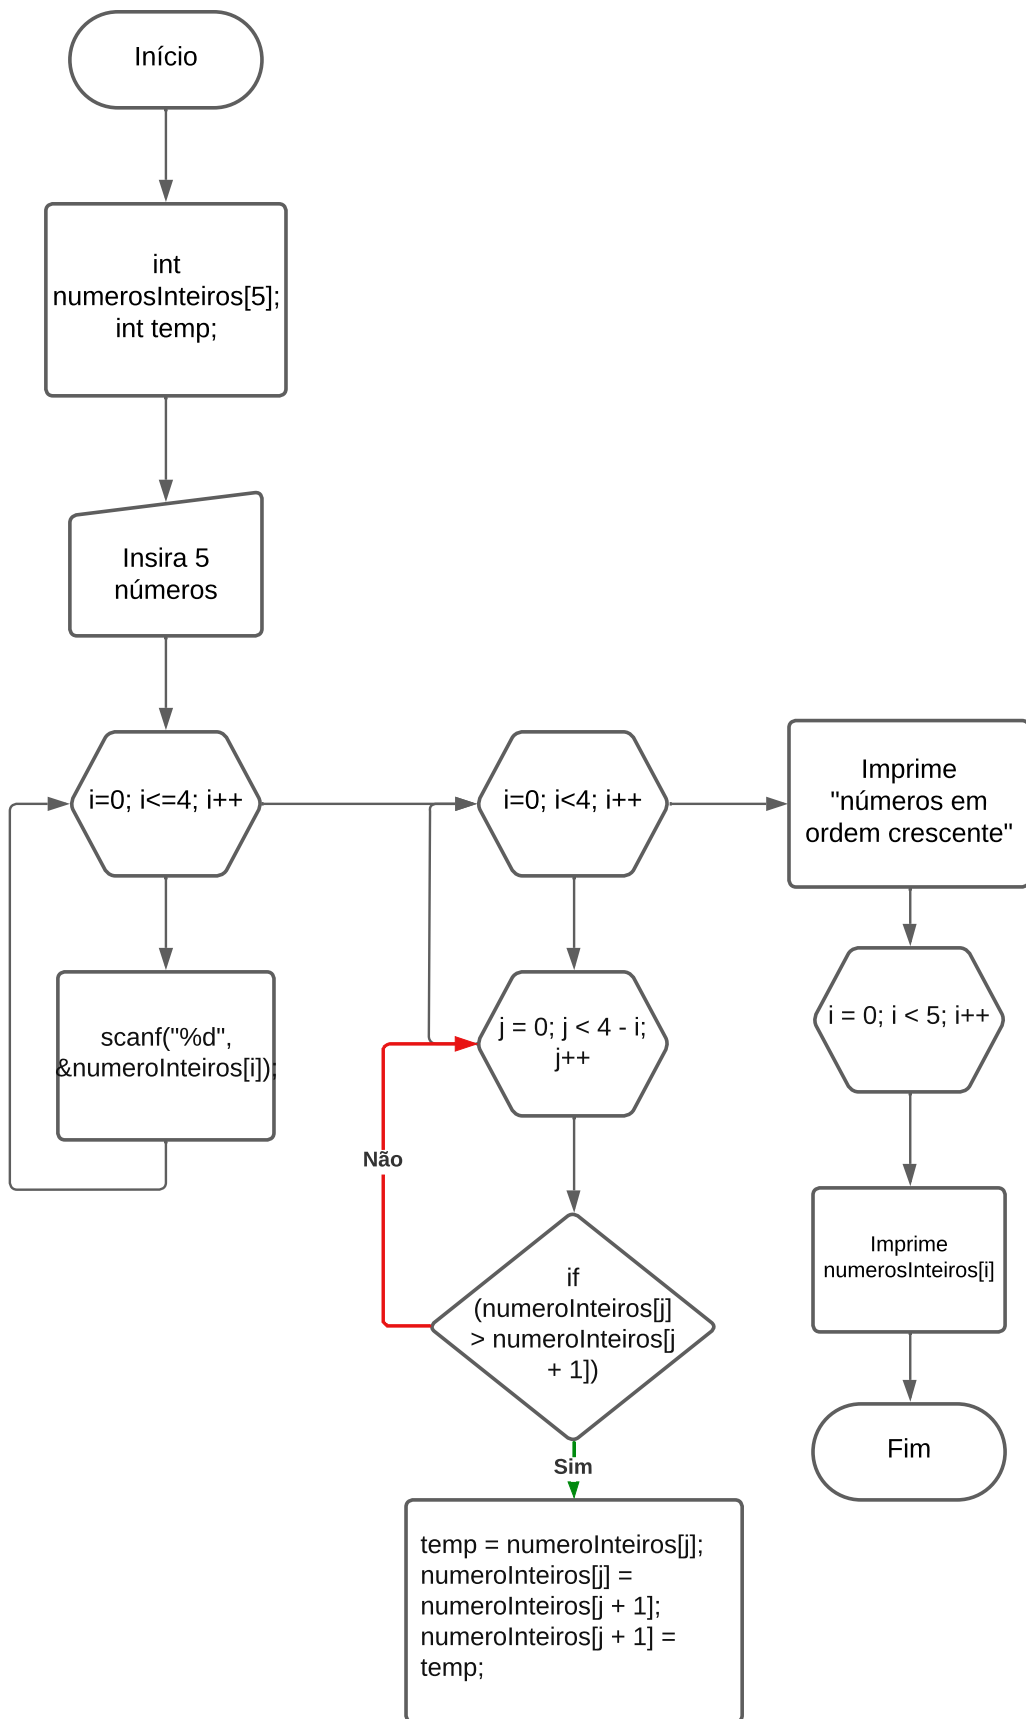 Início
int
numerosInteiros[5];
int temp;
Insira 5
números
i=0; i<=4; i++
scanf("%d",
&numeroInteiros[i]);
i=0; i<4; i++
j = 0; j < 4 - i;
j++
Não
if
(numeroInteiros[j]
> numeroInteiros[j
+ 1])
Sim
temp = numeroInteiros[j];
numeroInteiros[j] =
numeroInteiros[j + 1];
numeroInteiros[j + 1] =
temp;
Imprime
"números em
ordem crescente"
i = 0; i < 5; i++
Imprime
numerosInteiros[i]
Fim